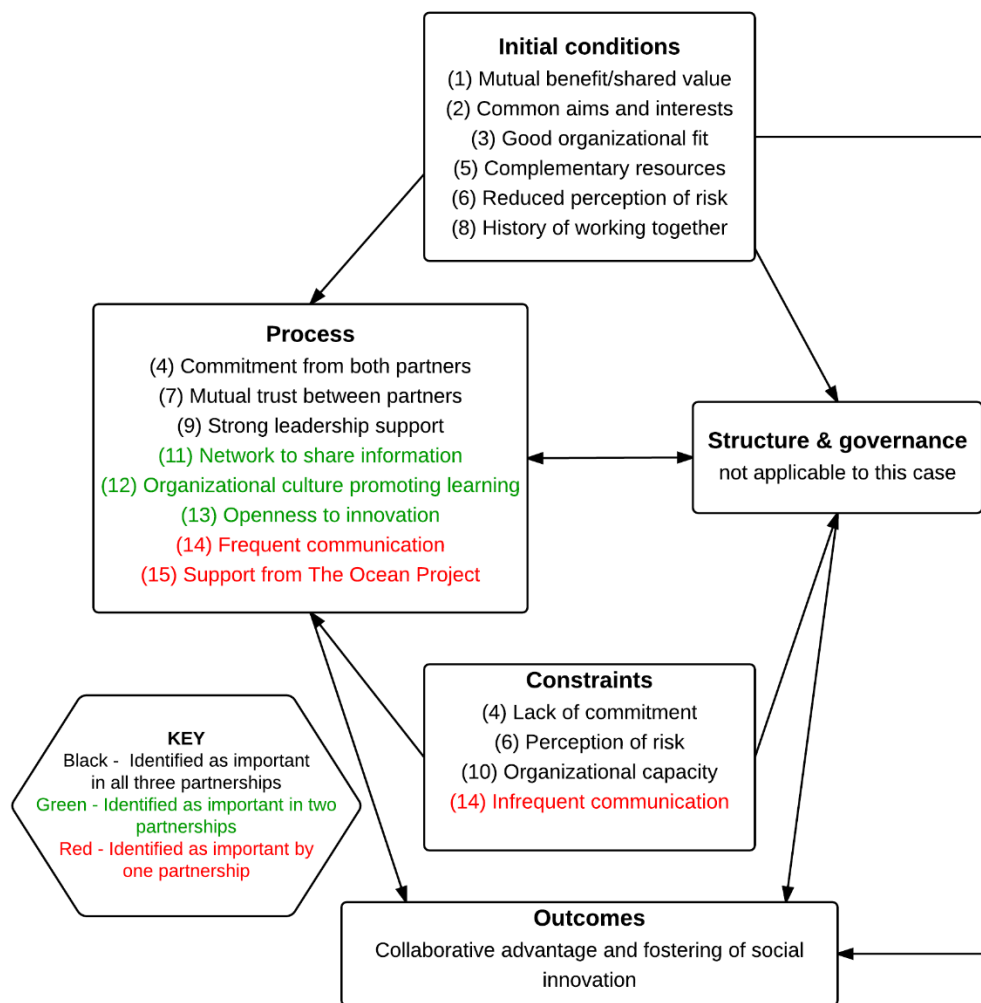 Initial conditions
(1) Mutual benefit/shared value
(2) Common aims and interests
(3) Good organizational fit
(5) Complementary resources
(6) Reduced perception of risk
(8) History of working together
Process
(4) Commitment from both partners
(7) Mutual trust between partners
(9) Strong leadership support
(11) Network to share information
(12) Organizational culture promoting learning
(13) Openness to innovation
(14) Frequent communication
(15) Support from The Ocean Project
Structure & governance
not applicable to this case
Constraints
(4) Lack of commitment
(6) Perception of risk
(10) Organizational capacity
(14) Infrequent communication
KEY
Black - Identified as important
in all three partnerships
Green - Identified as important in two
partnerships
Red - Identified as important by
one partnership
Outcomes
Collaborative advantage and fostering of social
innovation